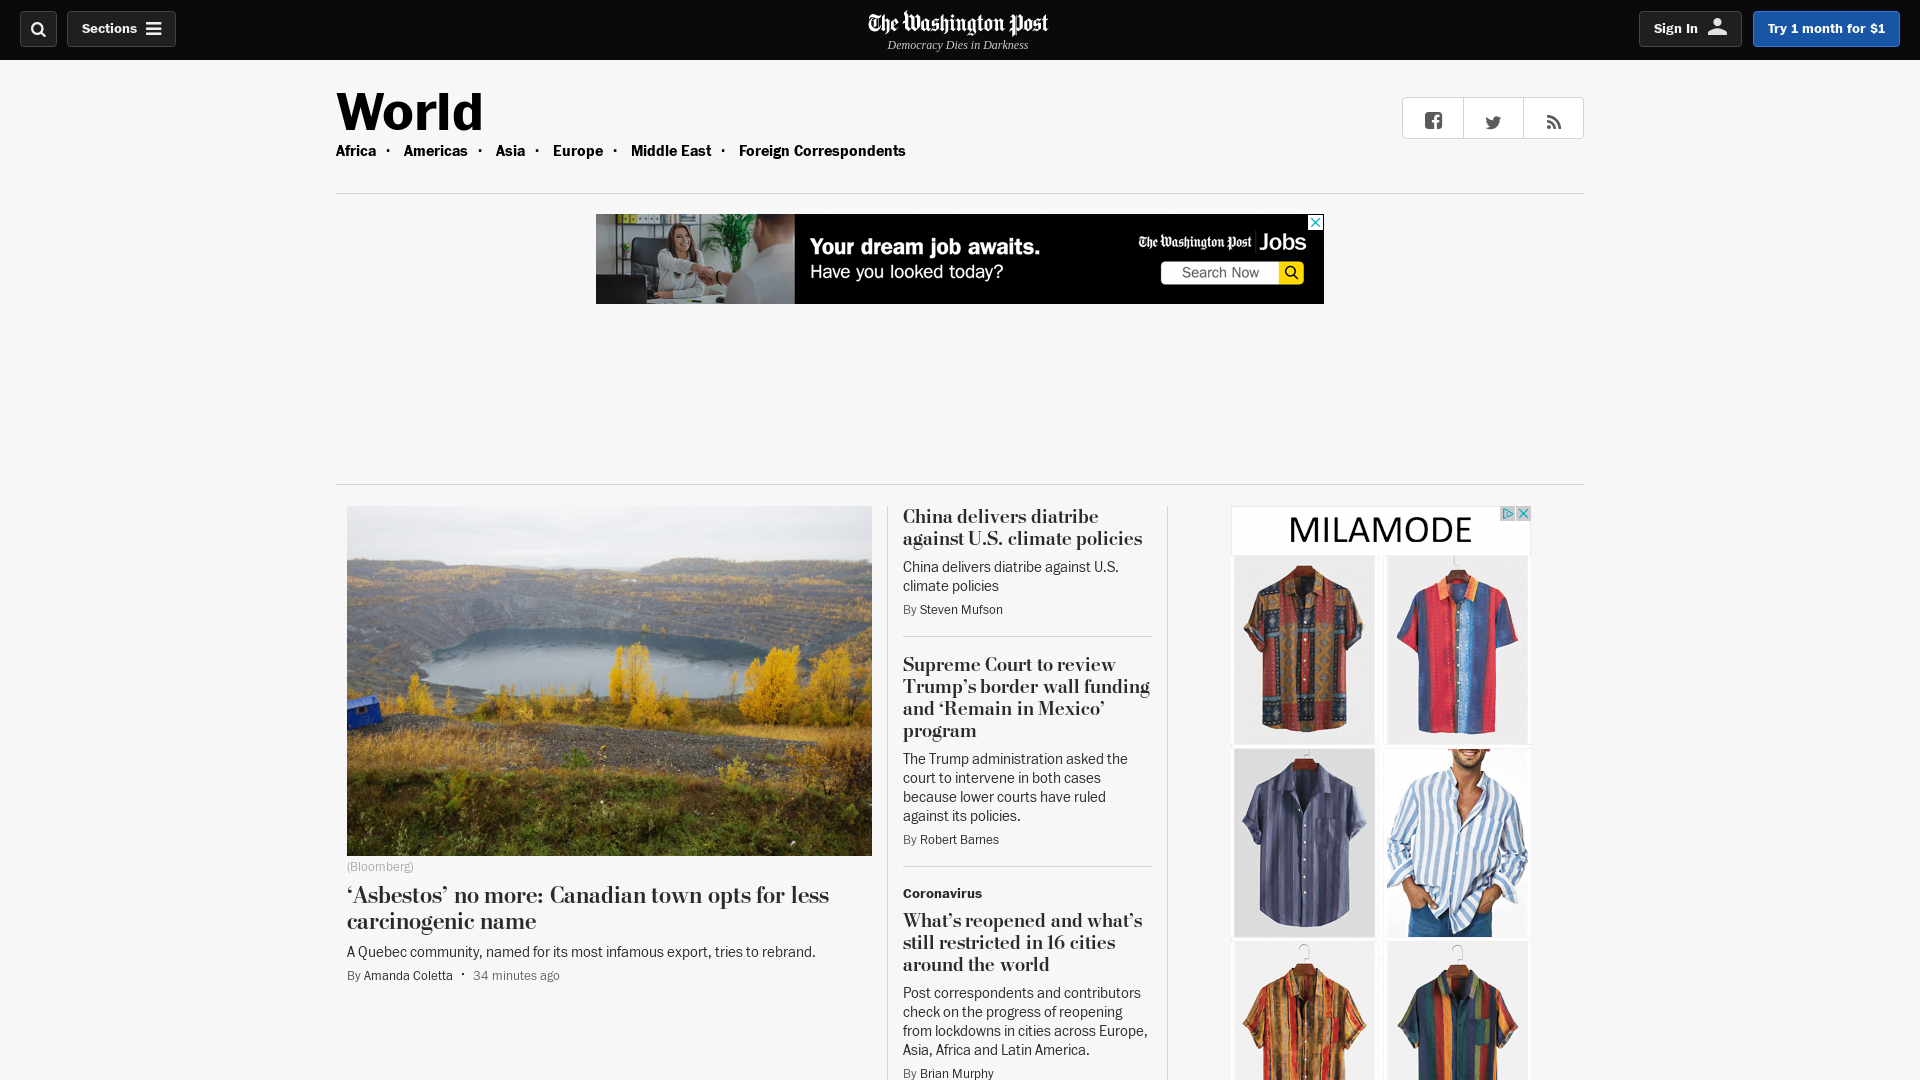 Sections
The Washington Post
Democracy Dies in Darkness
Sign In
Try 1 month for $1
World
Africa · Americas · Asia · Europe · Middle East · Foreign Correspondents
Your dream job awaits.
Have you looked today?
The Washington Post Jobs
Search Now
(Bloomberg)
‘Asbestos’ no more: Canadian town opts for less
carcinogenic name
A Quebec community, named for its most infamous export, tries to rebrand.
By Amanda Coletta · 34 minutes ago
China delivers diatribe
against U.S. climate policies
China delivers diatribe against U.S.
climate policies
By Steven Mufson
Supreme Court to review
Trump’s border wall funding
and ‘Remain in Mexico’
program
The Trump administration asked the
court to intervene in both cases
because lower courts have ruled
against its policies.
By Robert Barnes
Coronavirus
What’s reopened and what’s
still restricted in 16 cities
around the world
Post correspondents and contributors
check on the progress of reopening
from lockdowns in cities across Europe,
Asia, Africa and Latin America.
By Brian Murphy
MILAMODE